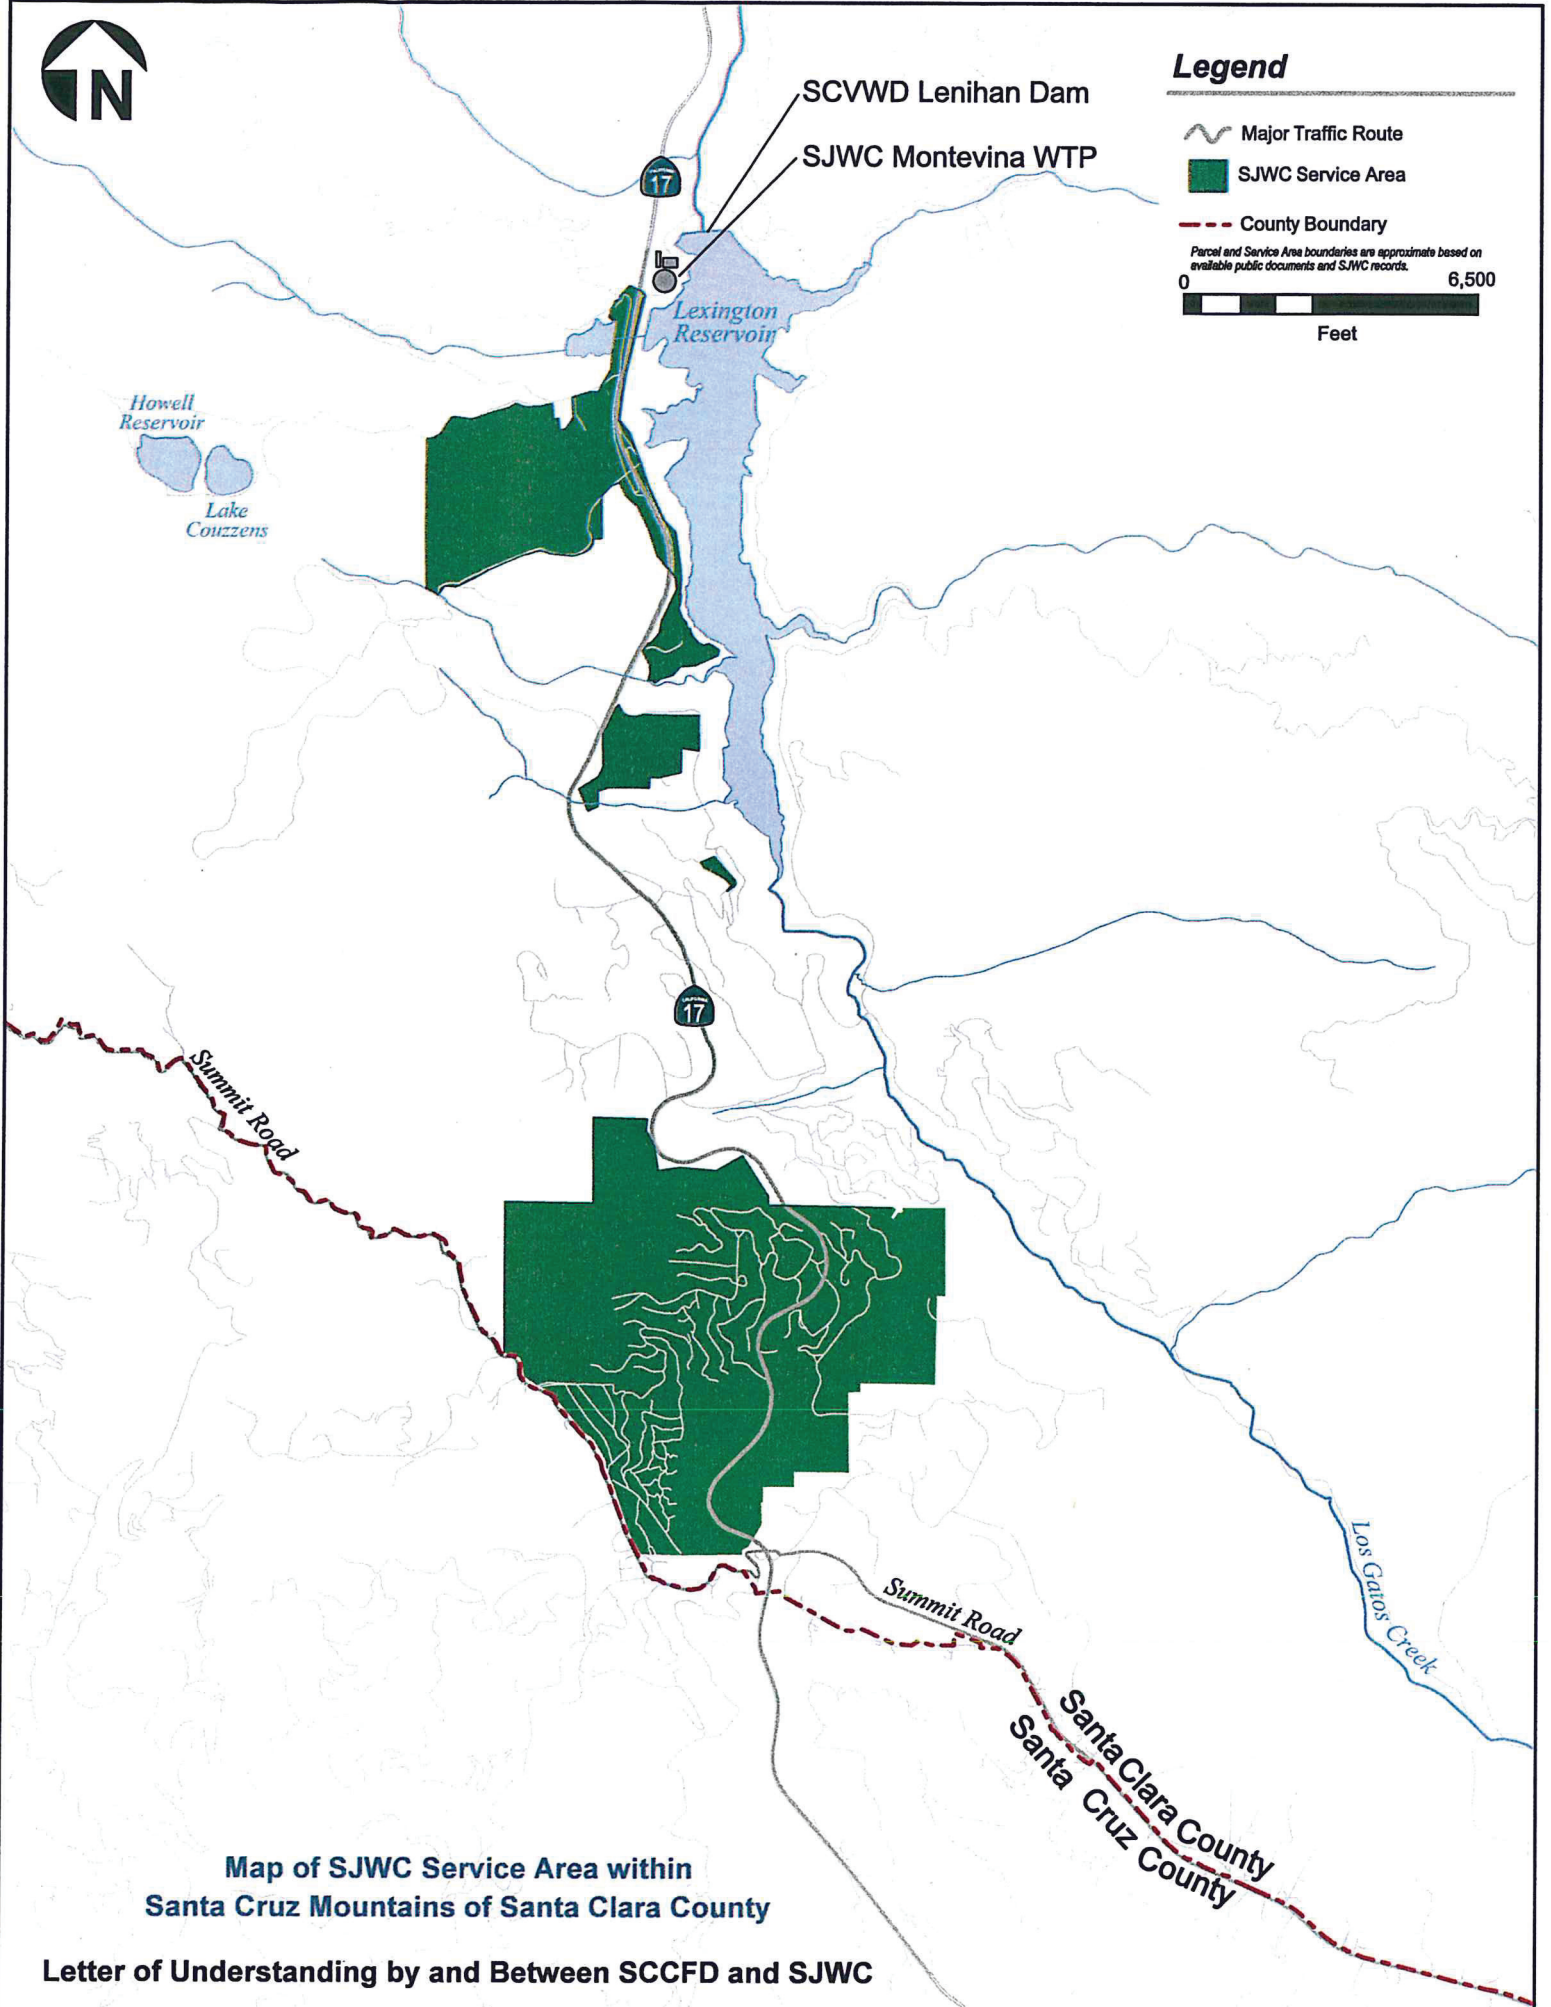 N
Legend
Major Traffic Route
SJWC Service Area
County Boundary
Parcel and Service Area boundaries are approximate based on
available public documents and SJWC records.
0 6,500
Feet
SCVWD Lenihan Dam
SJWC Montevina WTP
CALIFORNIA
17
Lexington
Reservoir
Howell
Reservoir
Lake
Couzzens
CALIFORNIA
17
Summit Road
Summit Road
Los Gatos Creek
Santa Clara County
Santa Cruz County
Map of SJWC Service Area within
Santa Cruz Mountains of Santa Clara County
Letter of Understanding by and Between SCCFD and SJWC